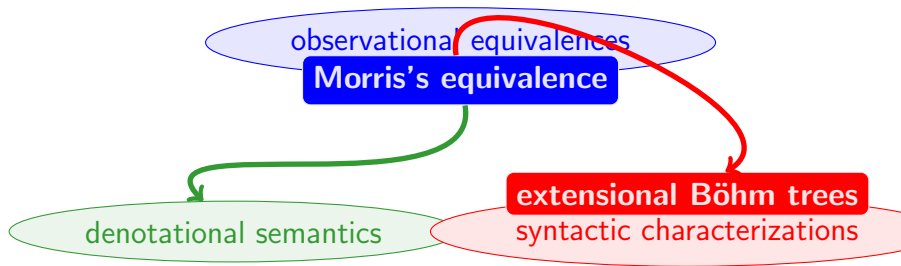 observational equivalences
Morris's equivalence
extensional Böhm trees
denotational semantics
syntactic characterizations